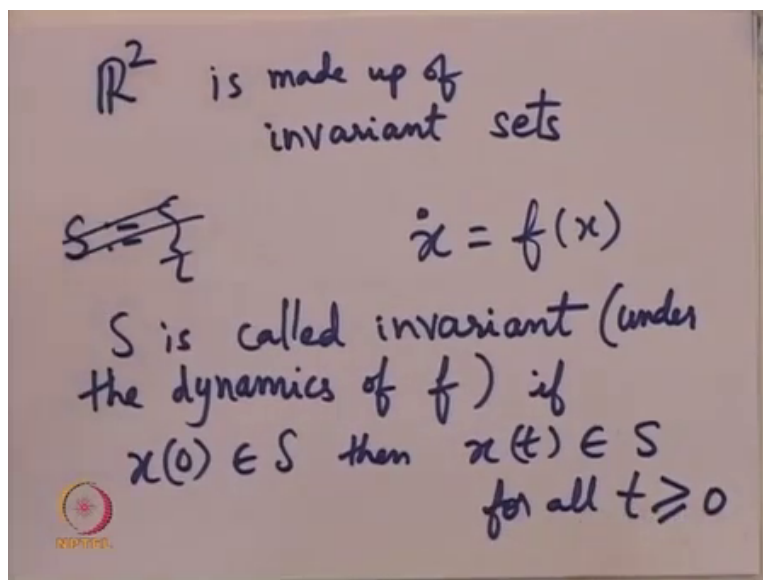 ℝ² is made up of
invariant sets
S := {
ẋ = f(x)
S is called invariant (under
the dynamics of f) if
x(0) ∈ S then x(t) ∈ S
for all t ⩾ 0
NPTEL